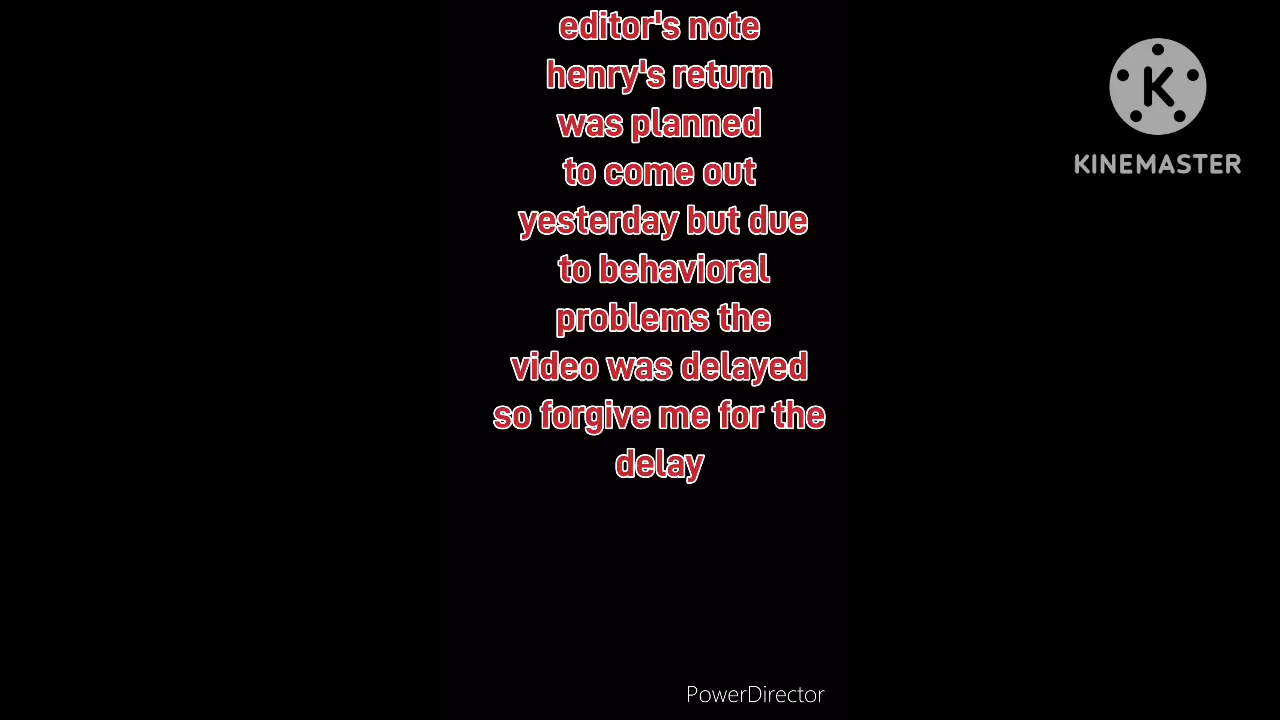 editor's note
henry's return
was planned
to come out
yesterday but due
to behavioral
problems the
video was delayed
so forgive me for the
delay
K
KINEMASTER
PowerDirector